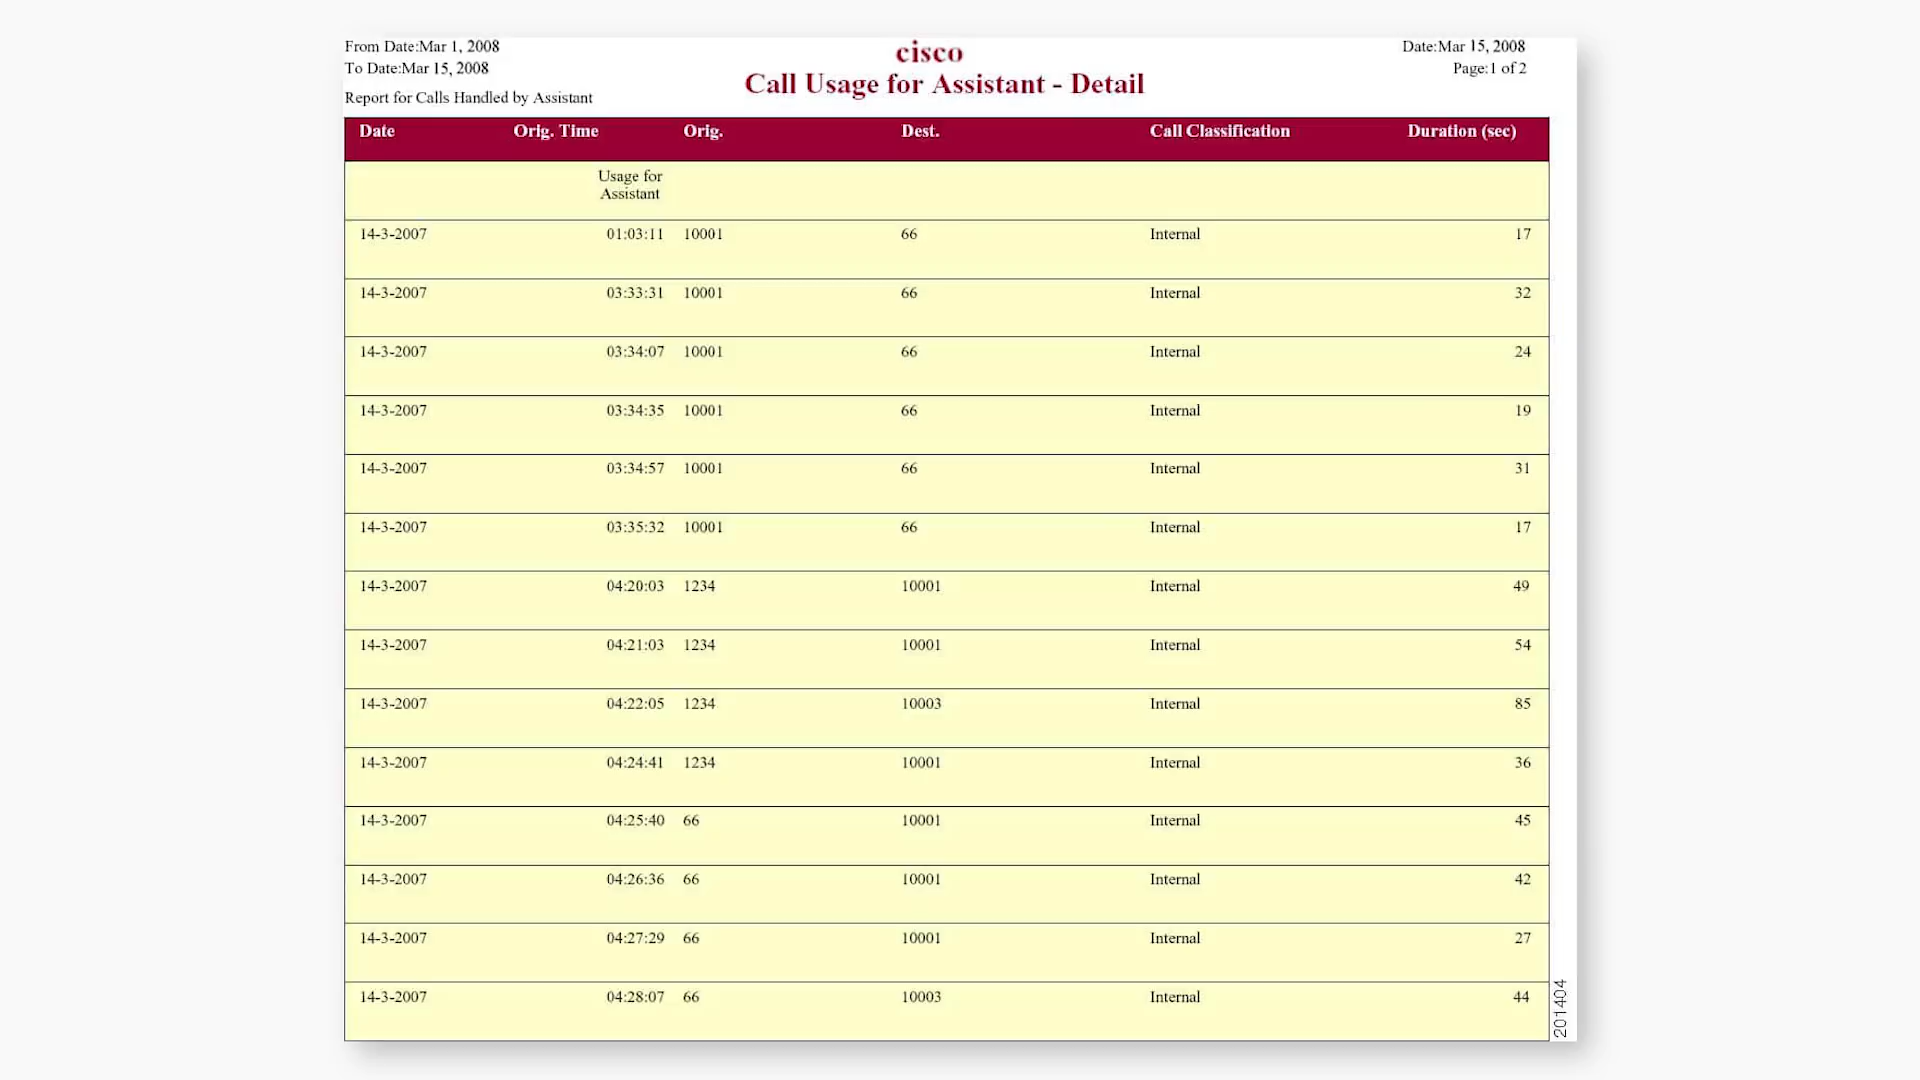 From Date:Mar 1, 2008
To Date:Mar 15, 2008
Report for Calls Handled by Assistant
cisco
Call Usage for Assistant - Detail
Date:Mar 15, 2008
Page:1 of 2
Date Orig. Time Orig. Dest. Call Classification Duration (sec)
Usage for
Assistant
14-3-2007 01:03:11 10001 66 Internal 17
14-3-2007 03:33:31 10001 66 Internal 32
14-3-2007 03:34:07 10001 66 Internal 24
14-3-2007 03:34:35 10001 66 Internal 19
14-3-2007 03:34:57 10001 66 Internal 31
14-3-2007 03:35:32 10001 66 Internal 17
14-3-2007 04:20:03 1234 10001 Internal 49
14-3-2007 04:21:03 1234 10001 Internal 54
14-3-2007 04:22:05 1234 10003 Internal 85
14-3-2007 04:24:41 1234 10001 Internal 36
14-3-2007 04:25:40 66 10001 Internal 45
14-3-2007 04:26:36 66 10001 Internal 42
14-3-2007 04:27:29 66 10001 Internal 27
14-3-2007 04:28:07 66 10003 Internal 44
201404